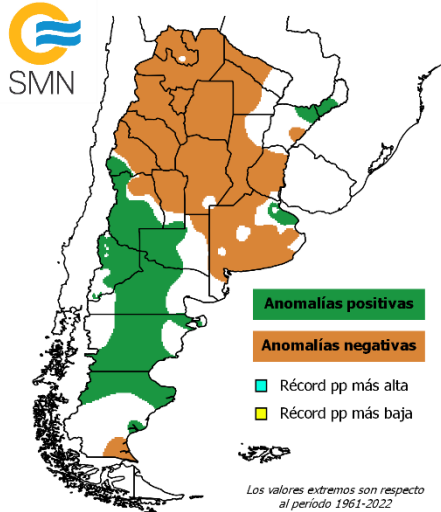 SMN
Anomalías positivas
Anomalías negativas
Récord pp más alta
Récord pp más baja
Los valores extremos son respecto
al período 1961-2022